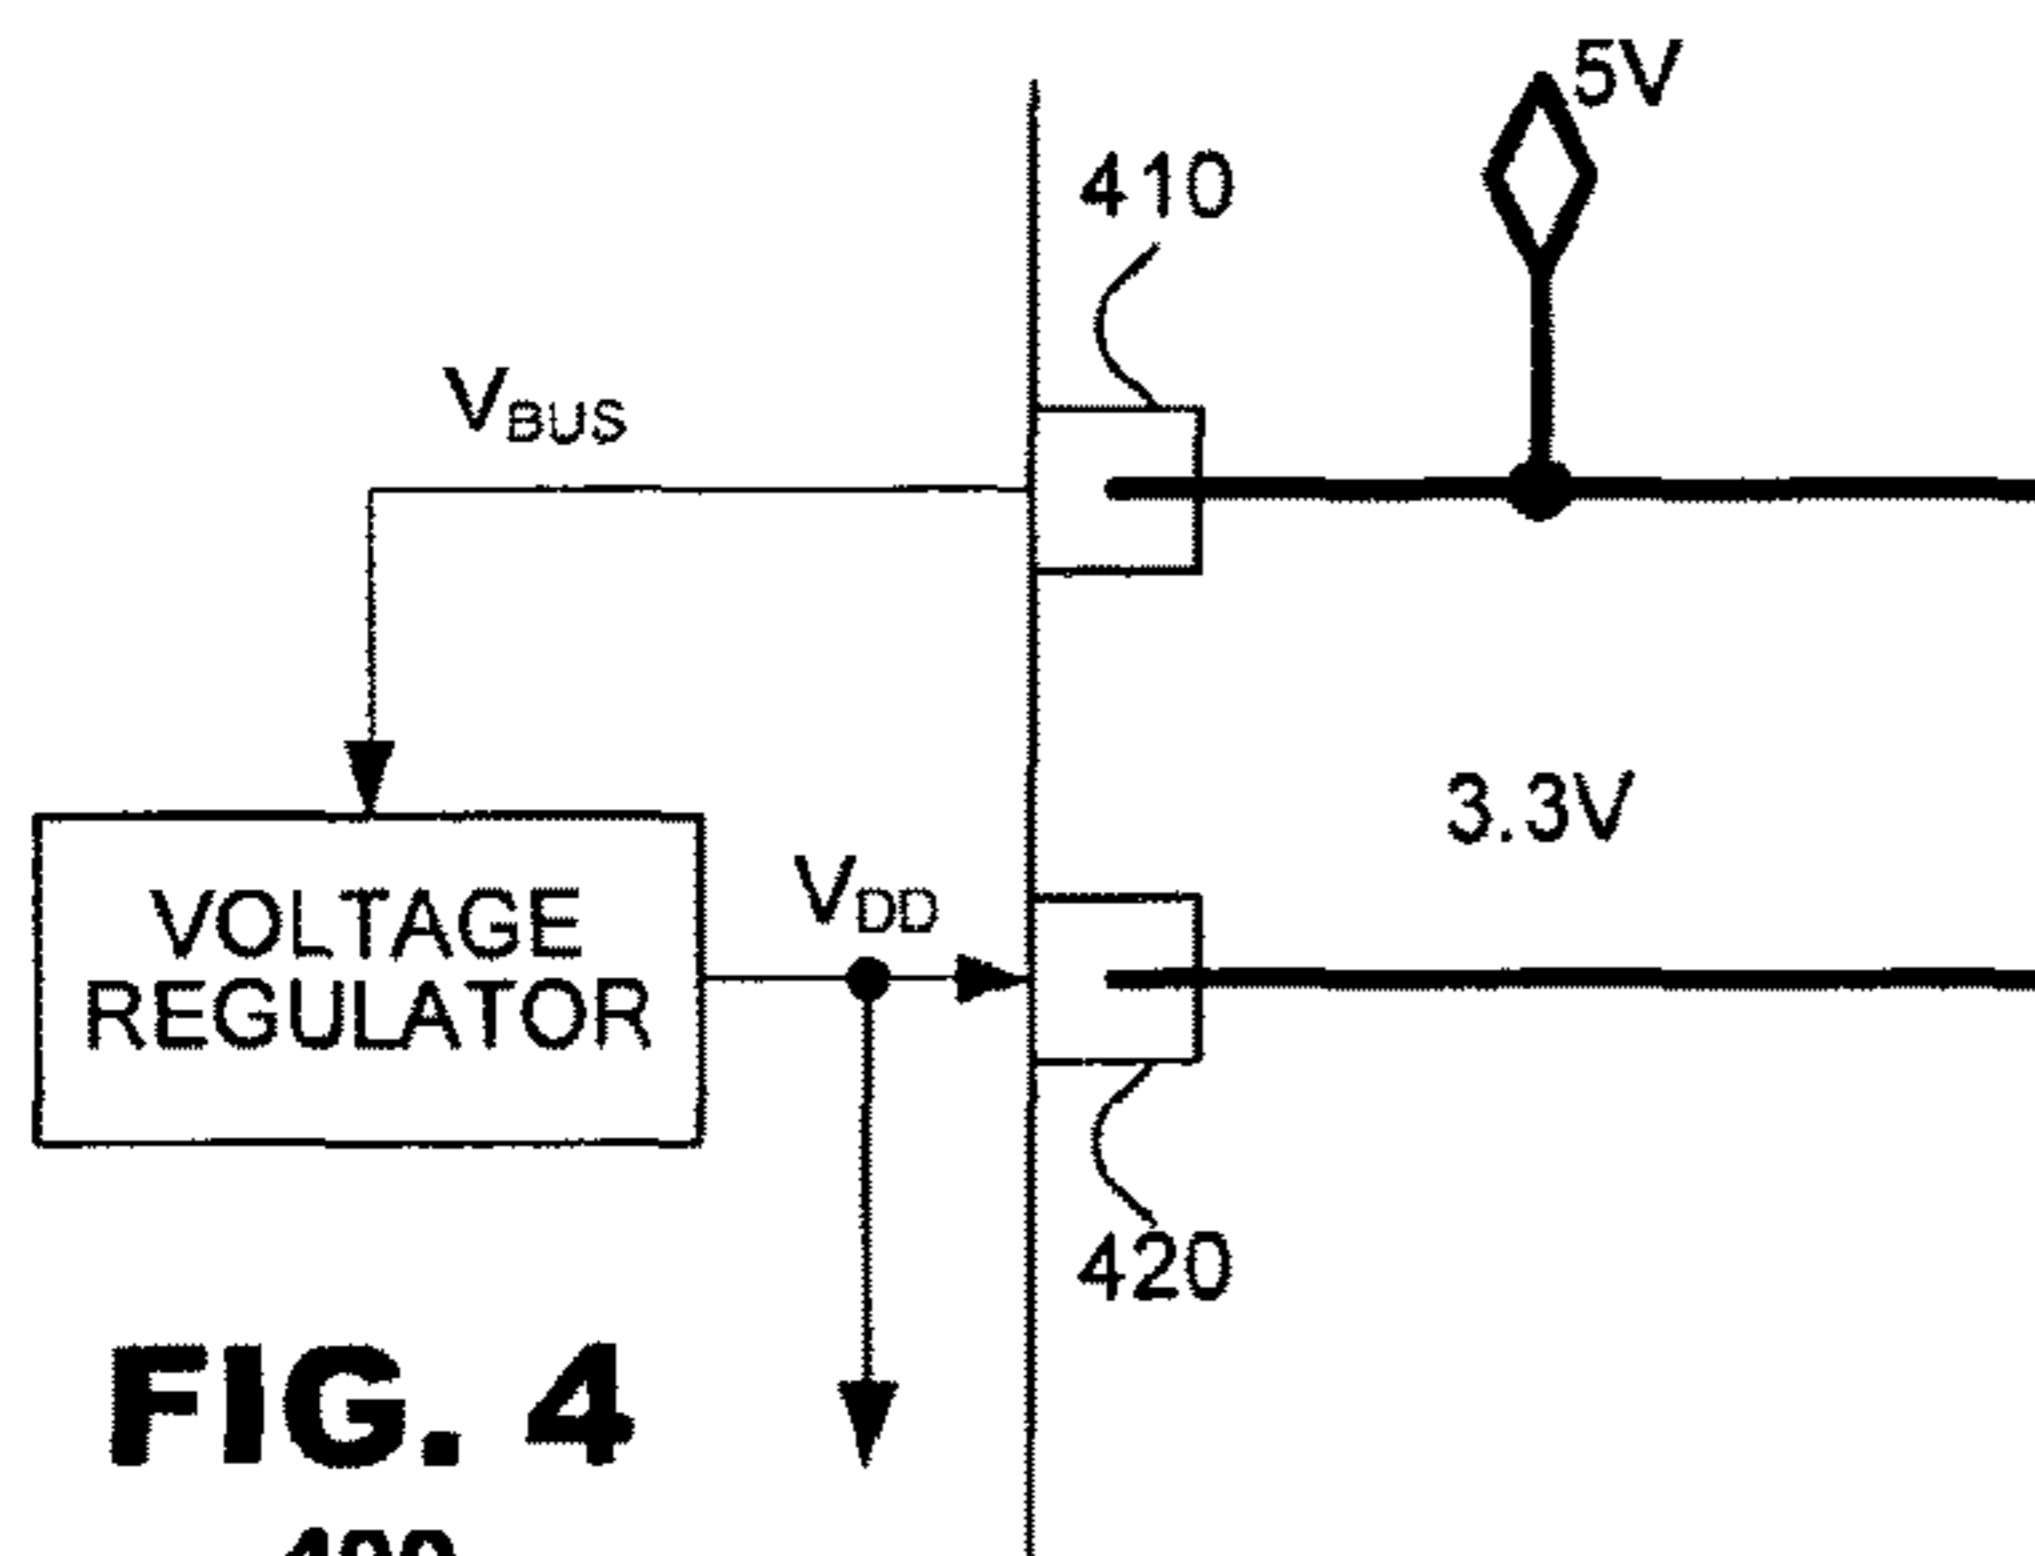 5V
410
VBUS
3.3V
VDD
VOLTAGE
REGULATOR
420
FIG. 4